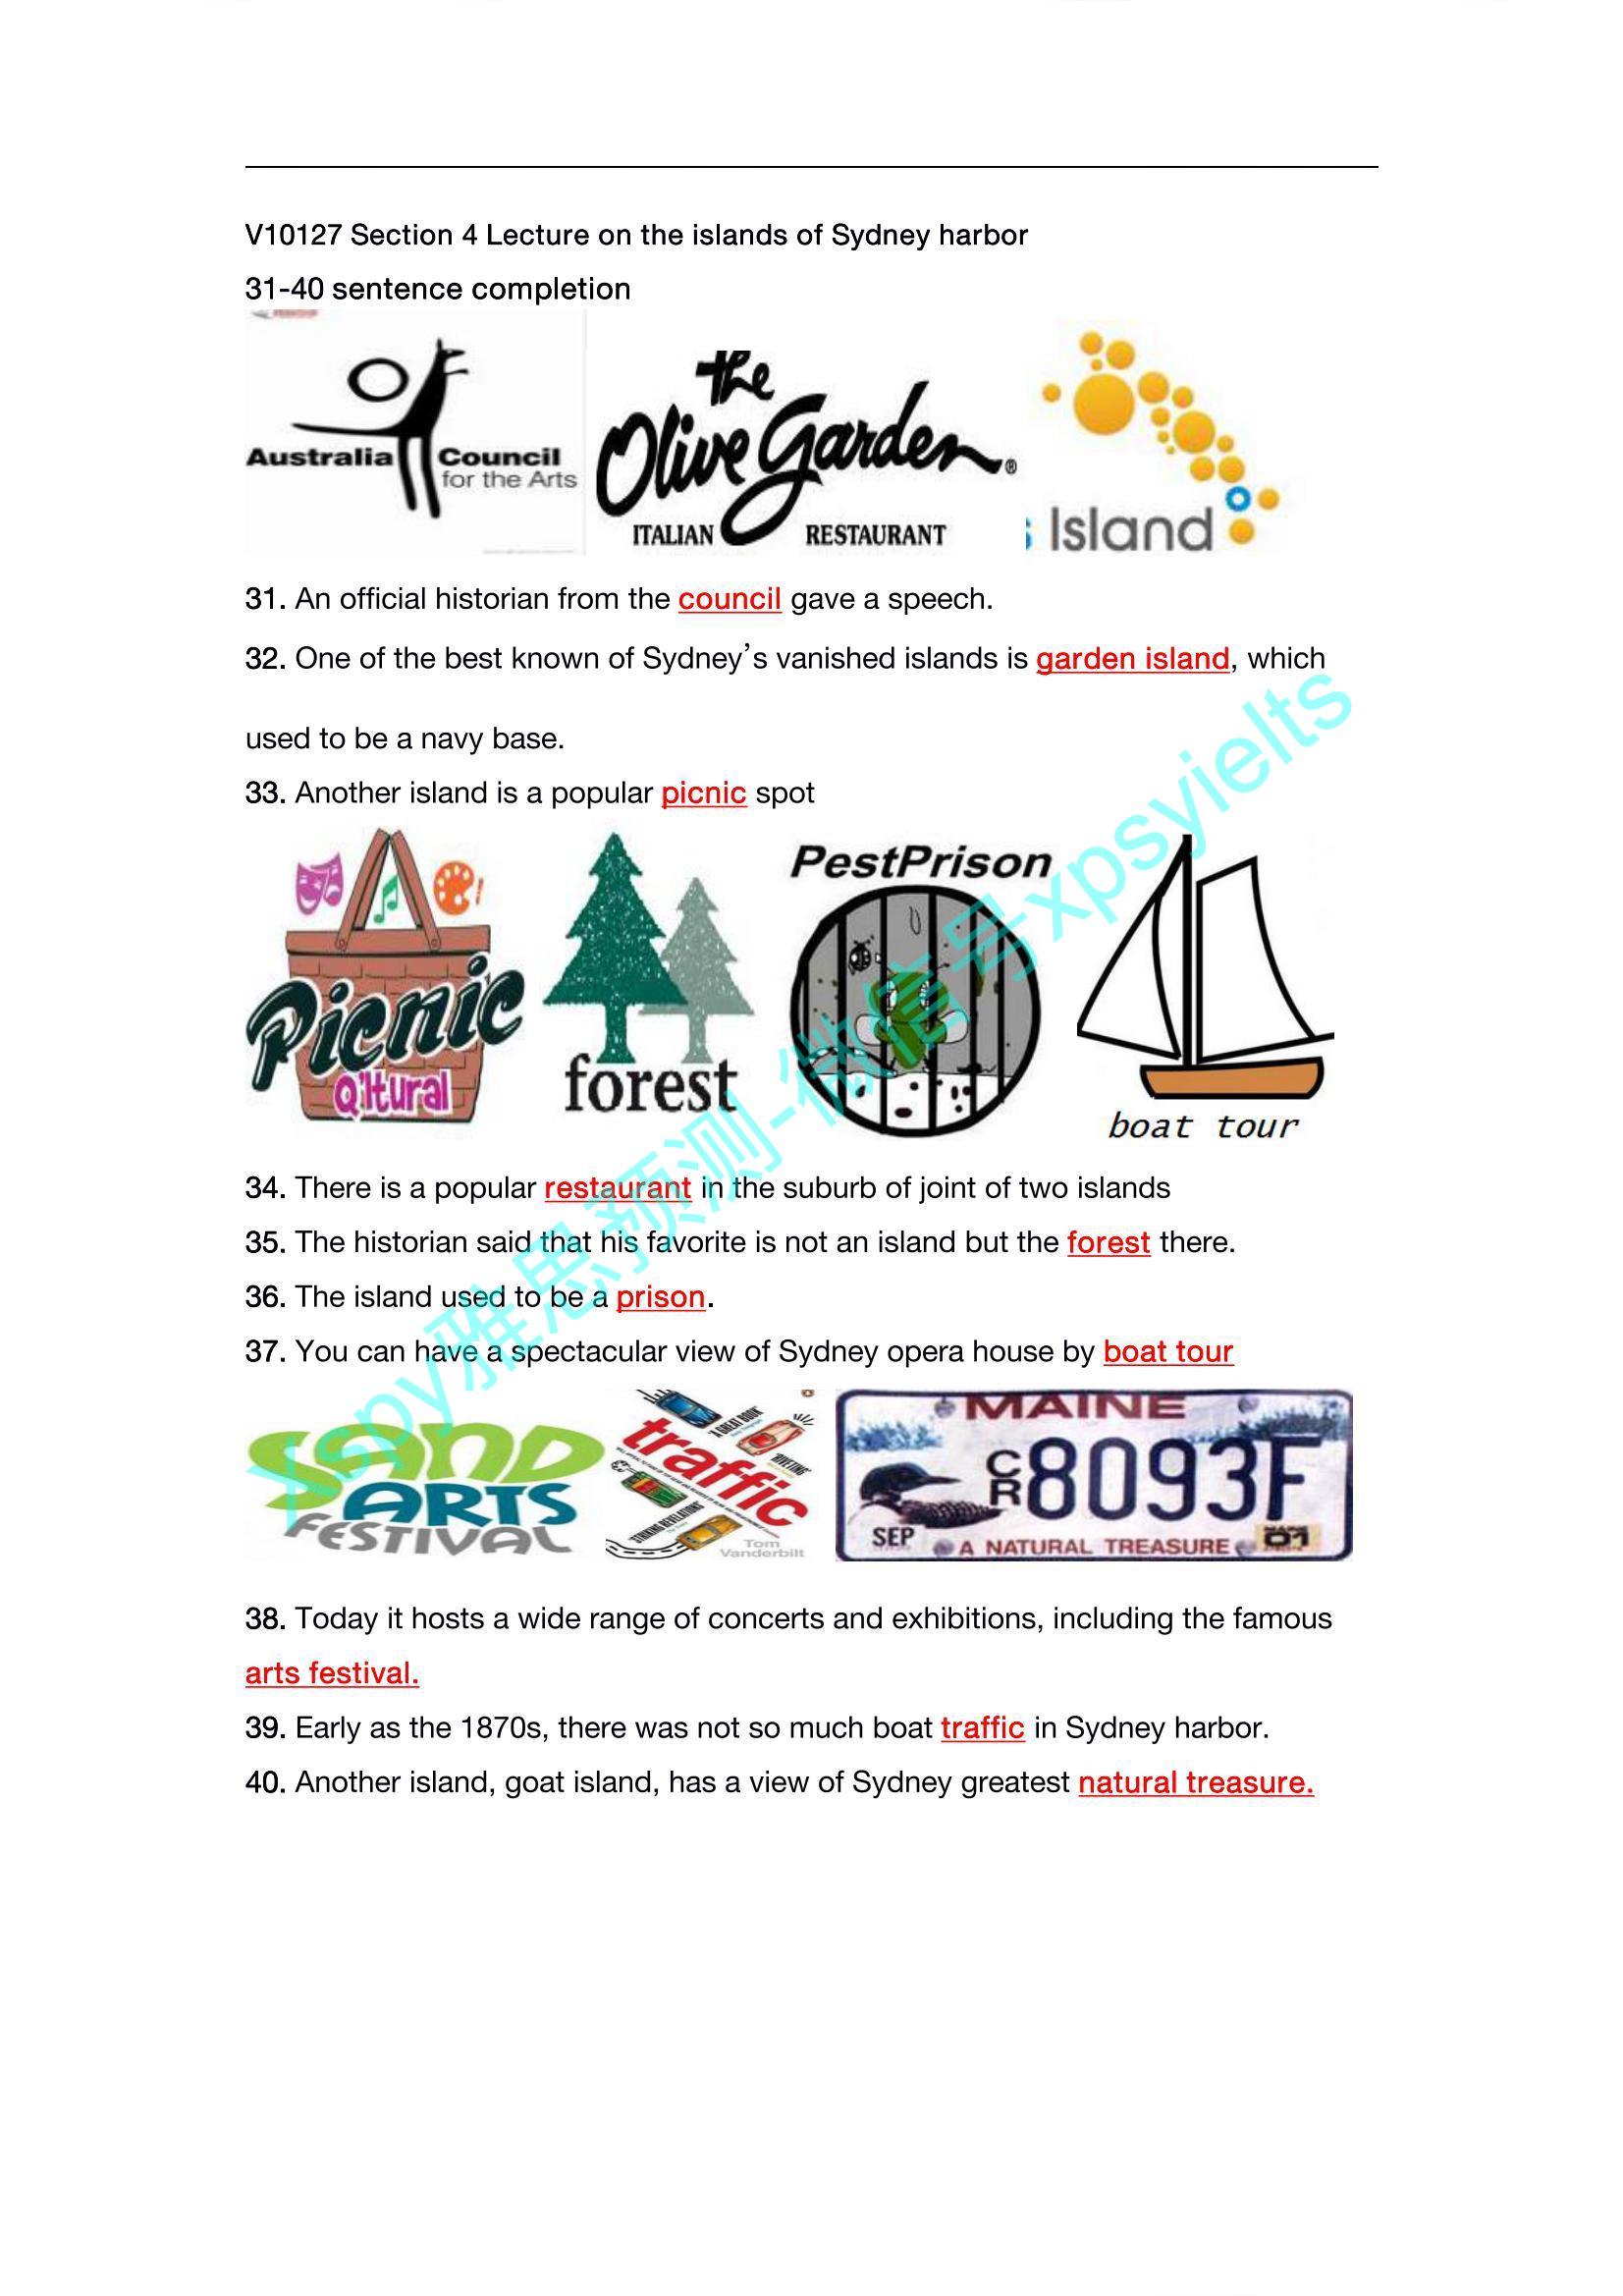 V10127 Section 4 Lecture on the islands of Sydney harbor
31-40 sentence completion
Australia Council
for the Arts
the
Olive Garden®
ITALIAN RESTAURANT
Island
31. An official historian from the council gave a speech.
32. One of the best known of Sydney’s vanished islands is garden island, which
used to be a navy base.
33. Another island is a popular picnic spot
Picnic
Q'ltural
forest
PestPrison
boat tour
34. There is a popular restaurant in the suburb of joint of two islands
35. The historian said that his favorite is not an island but the forest there.
36. The island used to be a prison.
37. You can have a spectacular view of Sydney opera house by boat tour
SAND
ARTS
FESTIVAL
"A GREAT BOOK"
traffic
"RIVETING"
"STRIKING REVELATIONS"
Tom
Vanderbilt
MAINE
CR8093F
SEP 01
A NATURAL TREASURE
38. Today it hosts a wide range of concerts and exhibitions, including the famous
arts festival.
39. Early as the 1870s, there was not so much boat traffic in Sydney harbor.
40. Another island, goat island, has a view of Sydney greatest natural treasure.
Xspy雅思预测-微信号xpsyielts